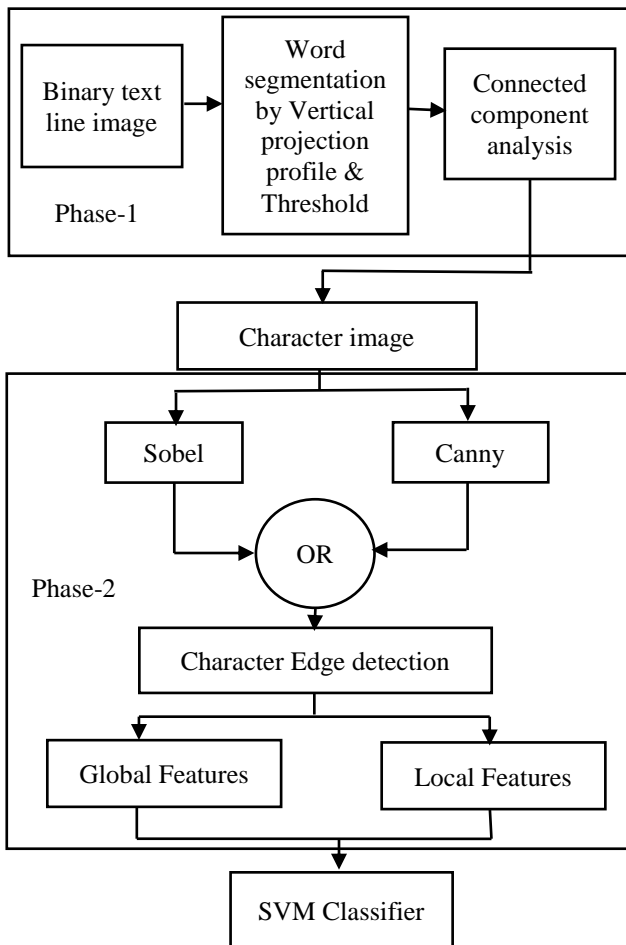 Binary text
line image
Word
segmentation
by Vertical
projection
profile &
Threshold
Connected
component
analysis
Phase-1
Character image
Sobel
Canny
OR
Phase-2
Character Edge detection
Global Features
Local Features
SVM Classifier